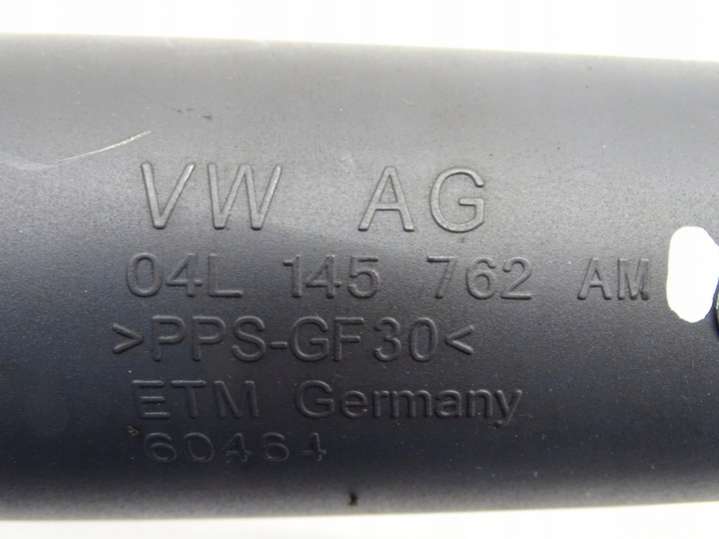 VW AG
04L 145 762 AM
>PPS-GF30<
ETM Germany
60464